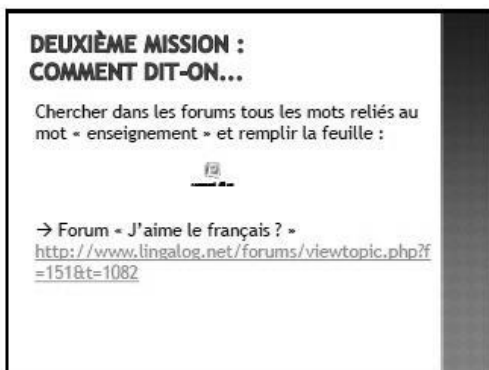 DEUXIÈME MISSION :
COMMENT DIT-ON...
Chercher dans les forums tous les mots reliés au
mot « enseignement » et remplir la feuille :
→ Forum « J'aime le français ? »
http://www.lingalog.net/forums/viewtopic.php?f
=151&t=1082